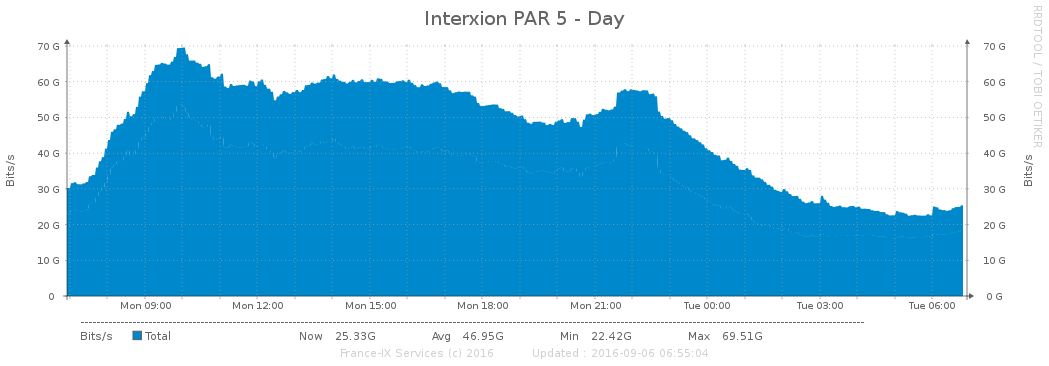 Interxion PAR 5 - Day
RRDTOOL / TOBI OETIKER
Bits/s
70 G 70 G
60 G 60 G
50 G 50 G
40 G 40 G
30 G 30 G
20 G 20 G
10 G 10 G
0 0 G
Bits/s
Mon 09:00 Mon 12:00 Mon 15:00 Mon 18:00 Mon 21:00 Tue 00:00 Tue 03:00 Tue 06:00
Bits/s Total Now 25.33G Avg 46.95G Min 22.42G Max 69.51G
France-IX Services (c) 2016 Updated : 2016-09-06 06:55:04